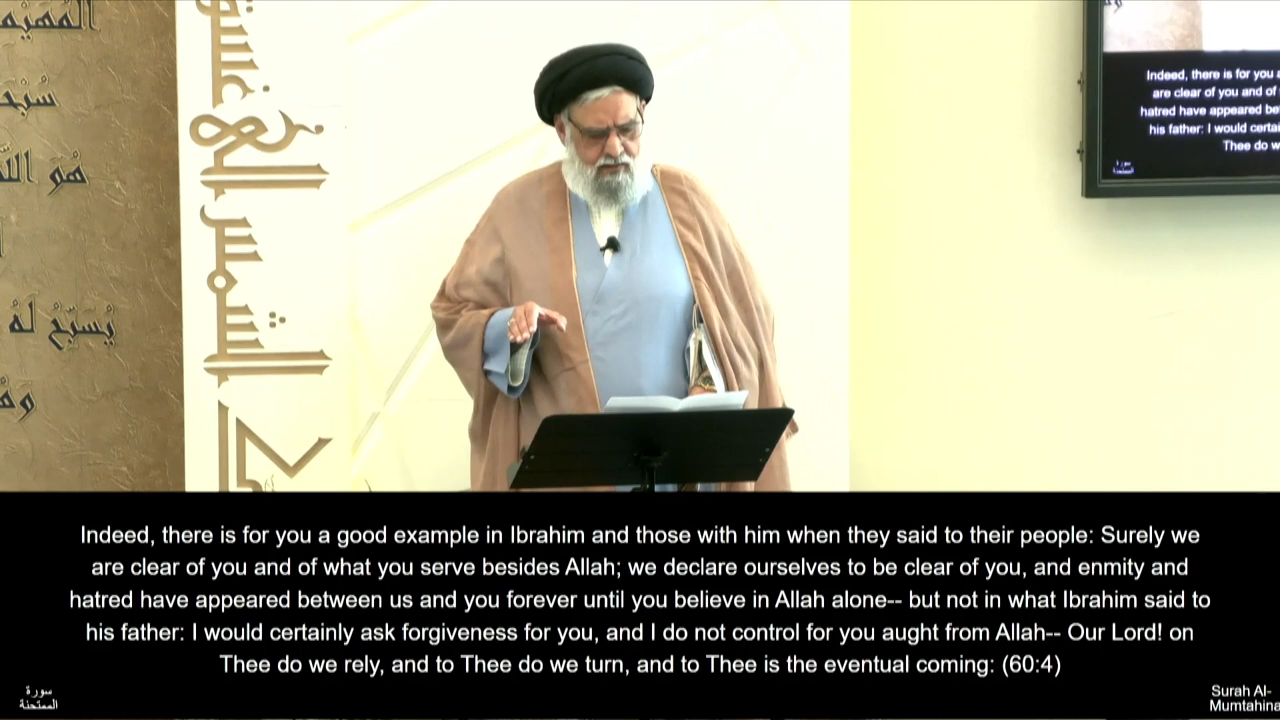 المهيم
سُبْح
هُوَ اللَّه
يُسَبِّحُ لَهُ
Indeed, there is for you a
are clear of you and of
hatred have appeared be
his father: I would certai
Thee do w
سورة
الممتحنة
Indeed, there is for you a good example in Ibrahim and those with him when they said to their people: Surely we
are clear of you and of what you serve besides Allah; we declare ourselves to be clear of you, and enmity and
hatred have appeared between us and you forever until you believe in Allah alone-- but not in what Ibrahim said to
his father: I would certainly ask forgiveness for you, and I do not control for you aught from Allah-- Our Lord! on
Thee do we rely, and to Thee do we turn, and to Thee is the eventual coming: (60:4)
سورة
الممتحنة
Surah Al-
Mumtahina